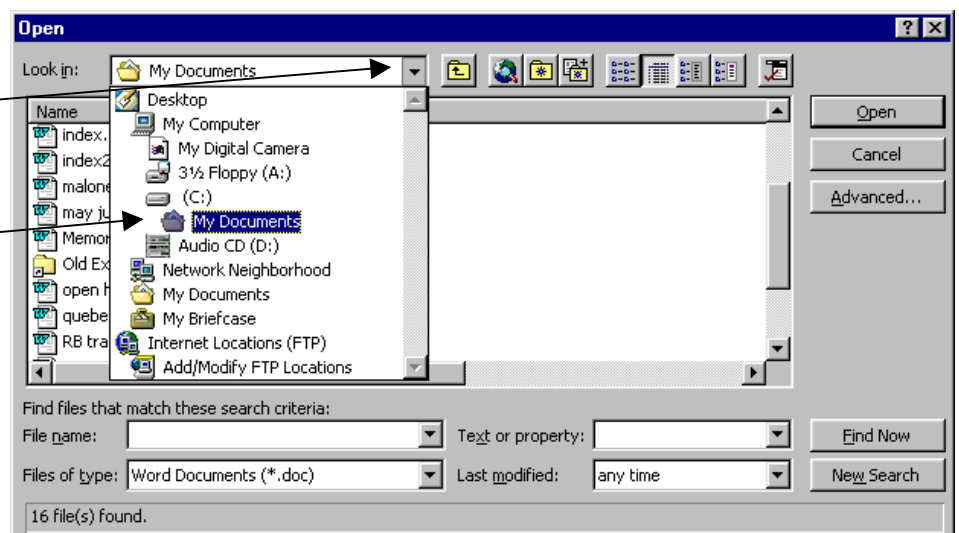 Open
Look in: My Documents
Name
index.
index2
malone
may ju
Memor
Old Ex
open h
quebe
RB tra
Desktop
My Computer
My Digital Camera
3½ Floppy (A:)
(C:)
My Documents
Audio CD (D:)
Network Neighborhood
My Documents
My Briefcase
Internet Locations (FTP)
Add/Modify FTP Locations
Open
Cancel
Advanced...
Find files that match these search criteria:
File name: Text or property: Find Now
Files of type: Word Documents (*.doc) Last modified: any time New Search
16 file(s) found.